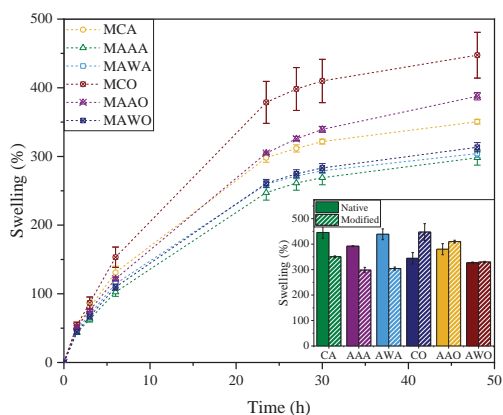 500
400
300
200
100
0
Swelling (%)
MCA
MAAA
MAWA
MCO
MAAO
MAWO
Native
Modified
400
300
200
100
0
Swelling (%)
CA AAA AWA CO AAO AWO
0 10 20 30 40 50
Time (h)